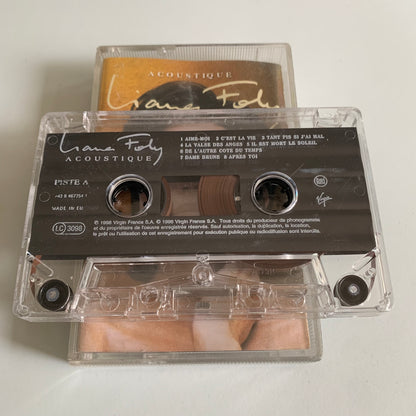 ACOUSTIQUE
Liane Foly
Liane Foly
ACOUSTIQUE
1 AIME-MOI 2 C'EST LA VIE 3 TANT PIS SI J'AI MAL
4 LA VALSE DES ANGES 5 IL EST MORT LE SOLEIL
6 DE L'AUTRE COTE DU TEMPS
7 DAME BRUNE 8 APRES TOI
PISTE A
MADE IN EU
LC 3098
Virgin
℗ 1998 Virgin France S.A. © 1998 Virgin France S.A. Tous droits du producteur de phonogrammes
et du propriétaire de l'oeuvre enregistrée réservés. Sauf autorisation, la duplication, la location,
le prêt ou l'utilisation de cet enregistrement pour exécution publique ou radiodiffusion sont interdits.